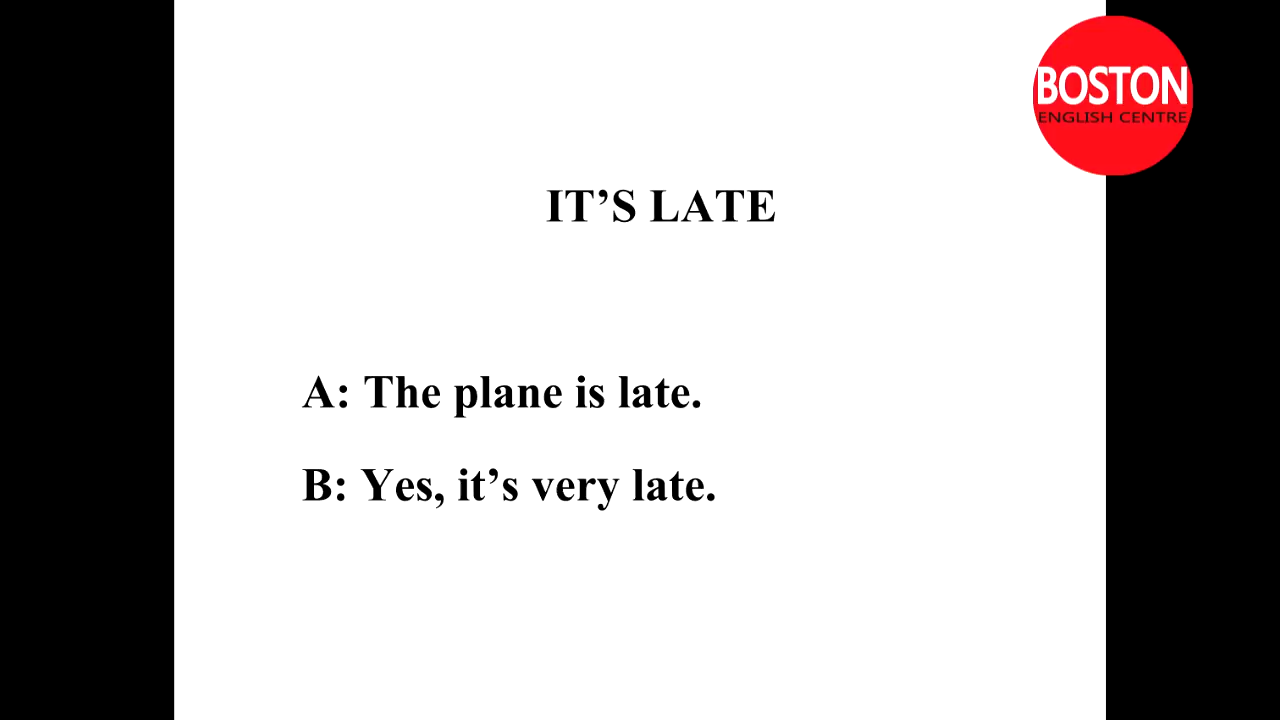 BOSTON
ENGLISH CENTRE
IT’S LATE
A: The plane is late.
B: Yes, it’s very late.